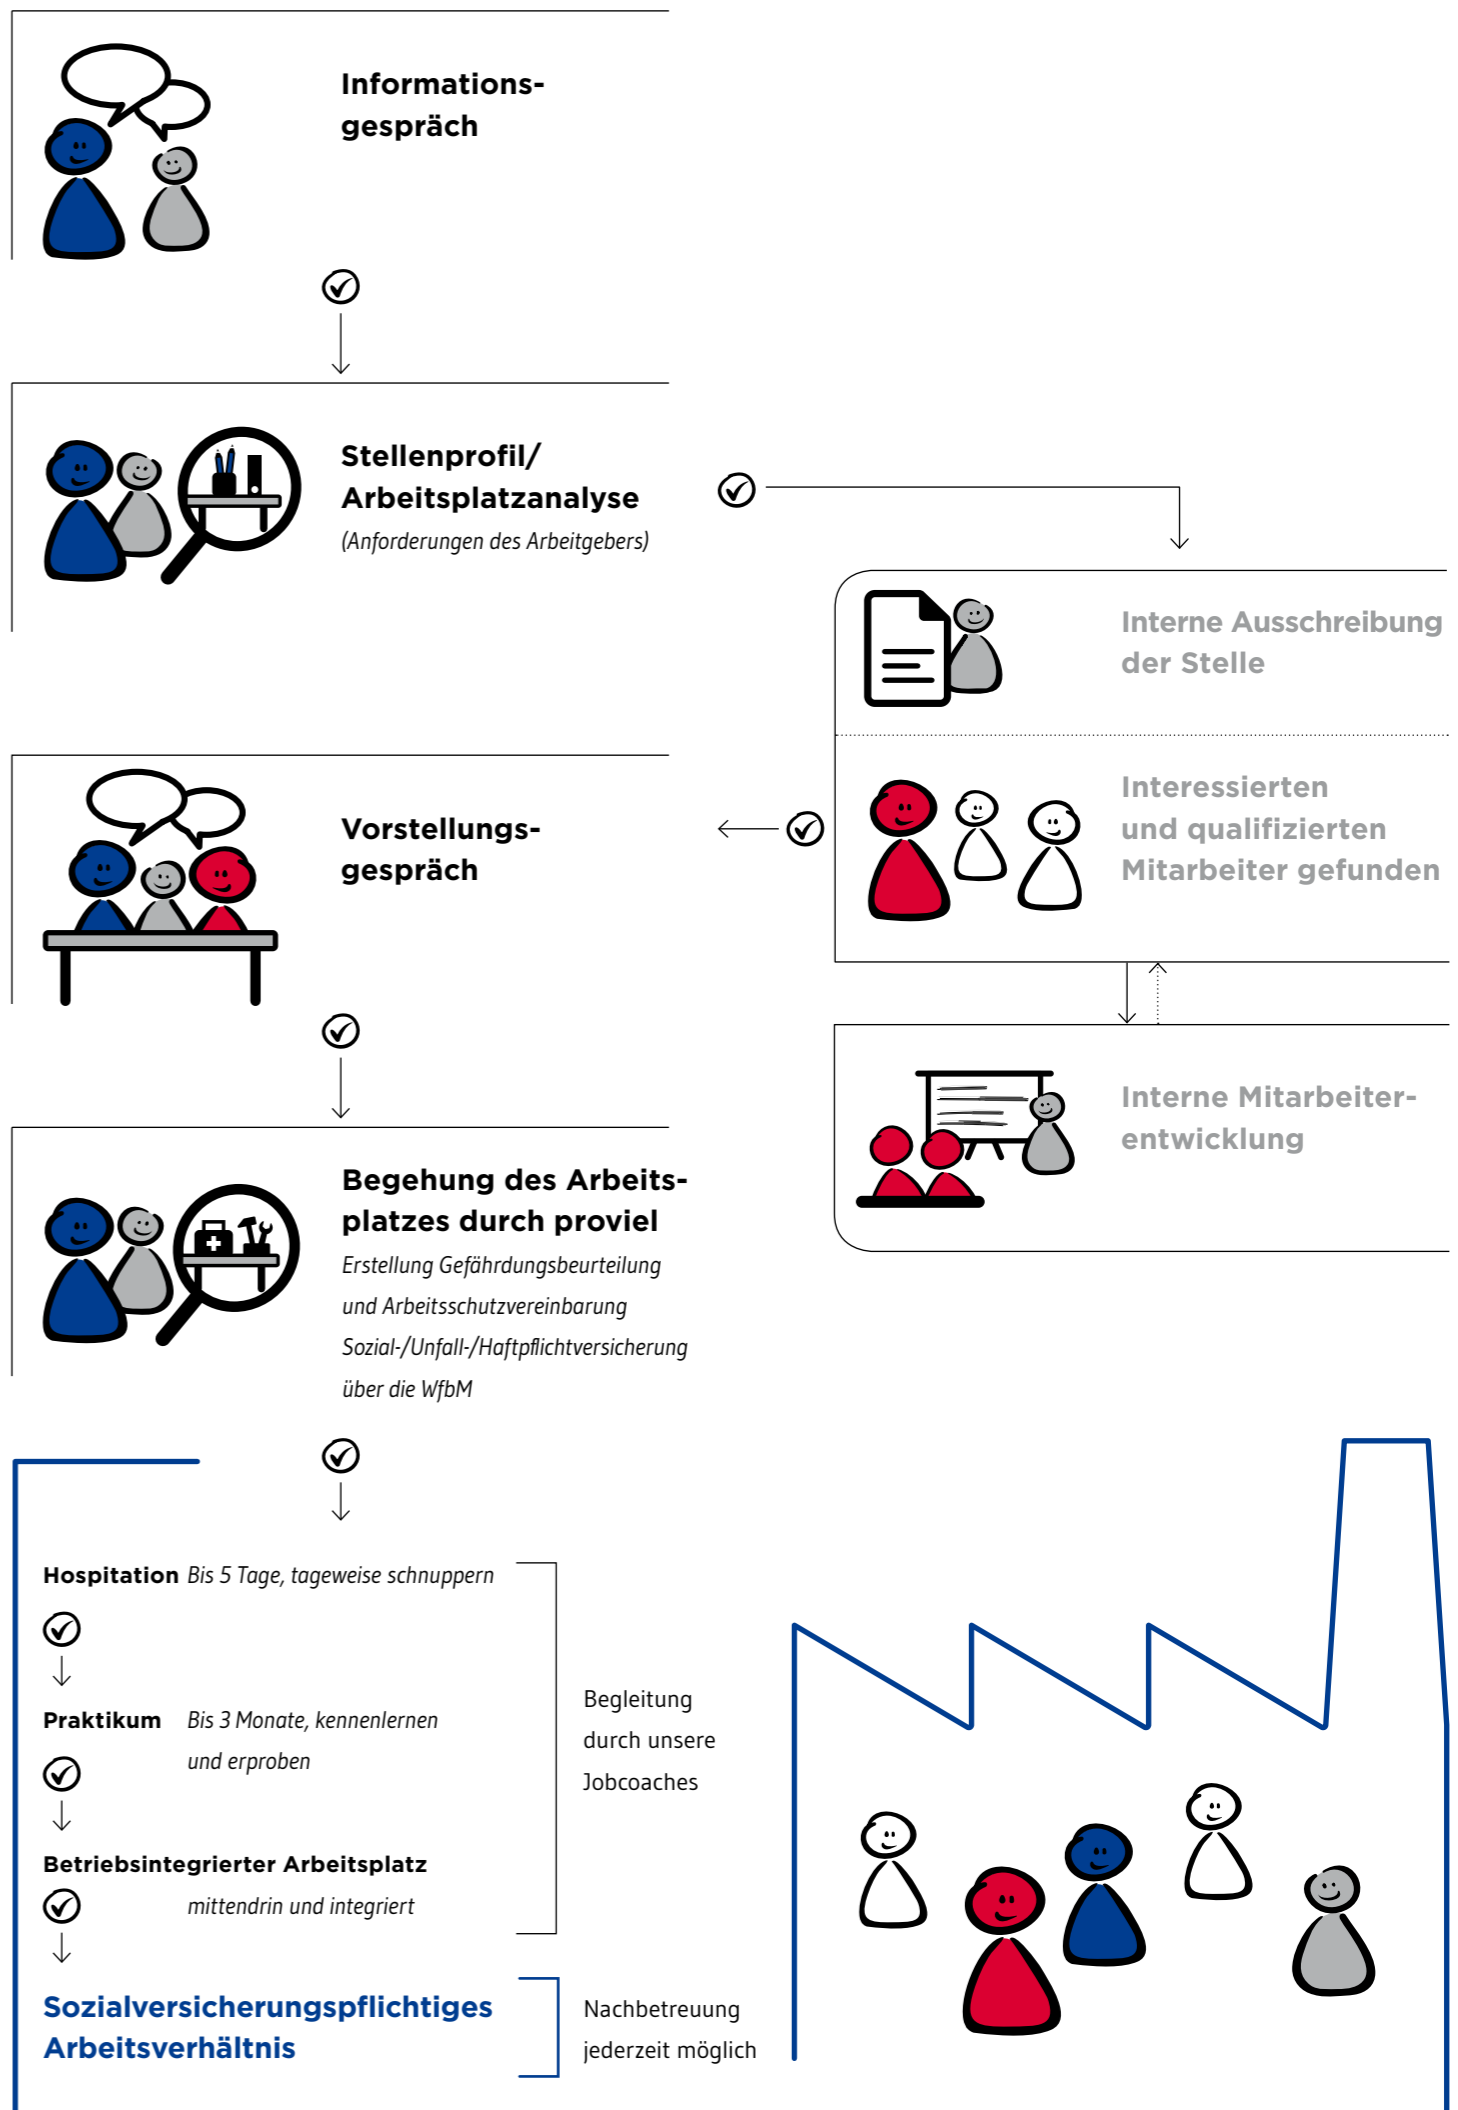 Informations-
gespräch
Stellenprofil/
Arbeitsplatzanalyse
(Anforderungen des Arbeitgebers)
Interne Ausschreibung
der Stelle
Interessierten
und qualifizierten
Mitarbeiter gefunden
Vorstellungs-
gespräch
Interne Mitarbeiter-
entwicklung
Begehung des Arbeits-
platzes durch proviel
Erstellung Gefährdungsbeurteilung
und Arbeitsschutzvereinbarung
Sozial-/Unfall-/Haftpflichtversicherung
über die WfbM
Hospitation Bis 5 Tage, tageweise schnuppern
Praktikum Bis 3 Monate, kennenlernen
und erproben
Betriebsintegrierter Arbeitsplatz
mittendrin und integriert
Begleitung
durch unsere
Jobcoaches
Sozialversicherungspflichtiges
Arbeitsverhältnis
Nachbetreuung
jederzeit möglich